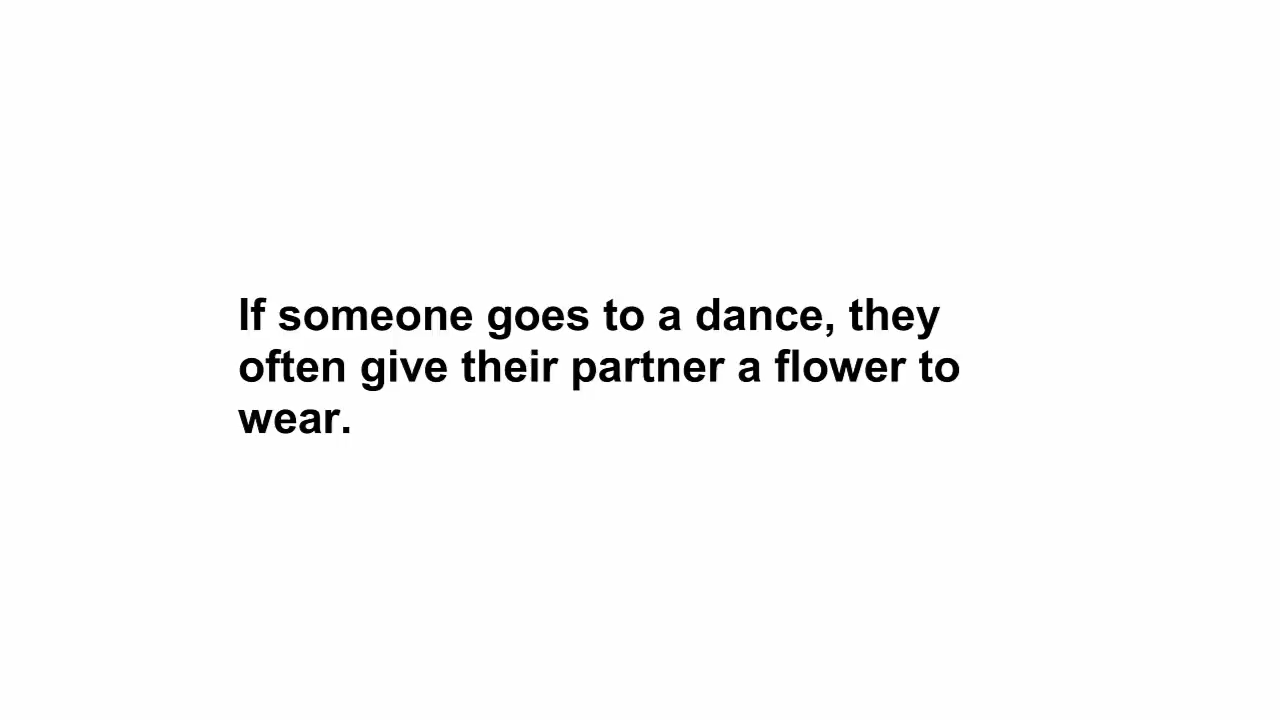 If someone goes to a dance, they
often give their partner a flower to
wear.